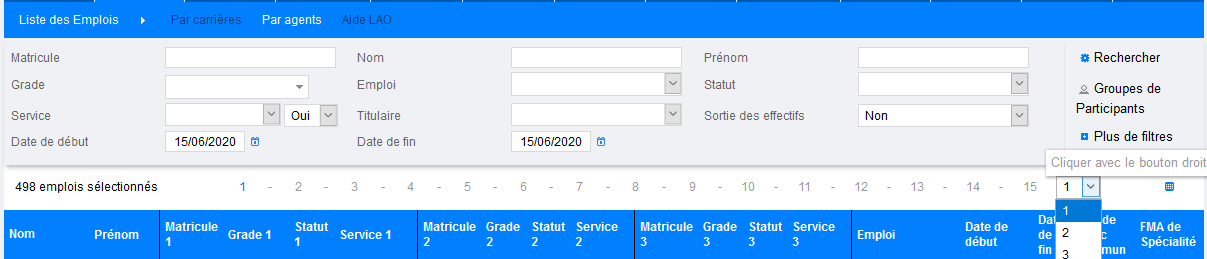 Liste des Emplois Par carrières Par agents Aide LAO
Matricule Nom Prénom Rechercher
Grade Emploi Statut Groupes de
Participants
Service Oui Titulaire Sortie des effectifs Non
Date de début 15/06/2020 Date de fin 15/06/2020 Plus de filtres
Cliquer avec le bouton droit
498 emplois sélectionnés 1 - 2 - 3 - 4 - 5 - 6 - 7 - 8 - 9 - 10 - 11 - 12 - 13 - 14 - 15 1
1
2
3
Nom Prénom Matricule 1 Grade 1 Statut 1 Service 1 Matricule 2 Grade 2 Statut 2 Service 2 Matricule 3 Grade 3 Statut 3 Service 3 Emploi Date de début Dat de fin de c mun FMA de Spécialité